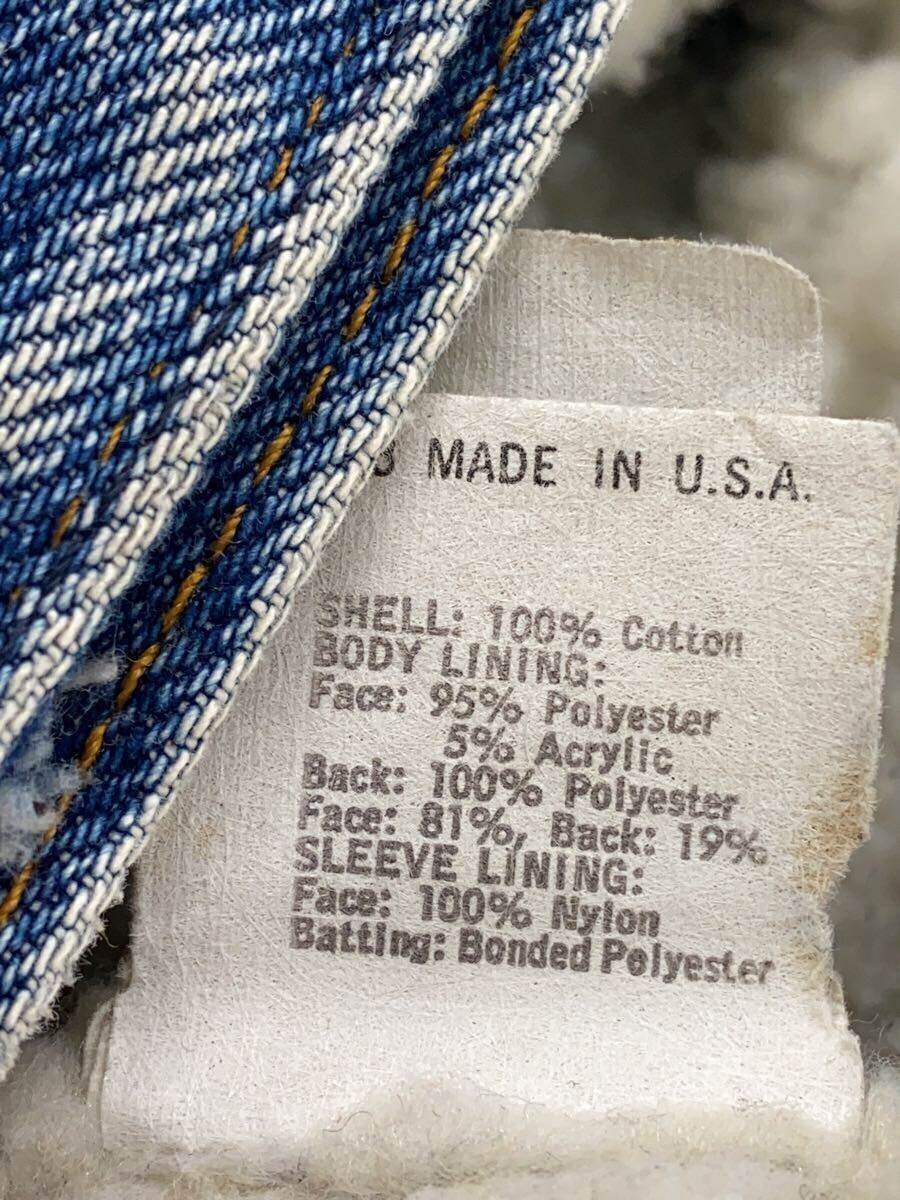 3 MADE IN U.S.A.
SHELL: 100% Cotton
BODY LINING:
Face: 95% Polyester
5% Acrylic
Back: 100% Polyester
Face: 81%, Back: 19%
SLEEVE LINING:
Face: 100% Nylon
Batting: Bonded Polyester